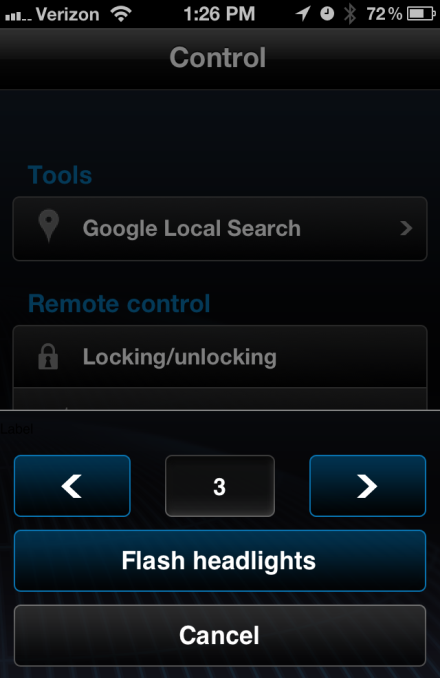 Verizon 1:26 PM 72%
Control
Tools
Google Local Search
Remote control
Locking/unlocking
Label
3
Flash headlights
Cancel